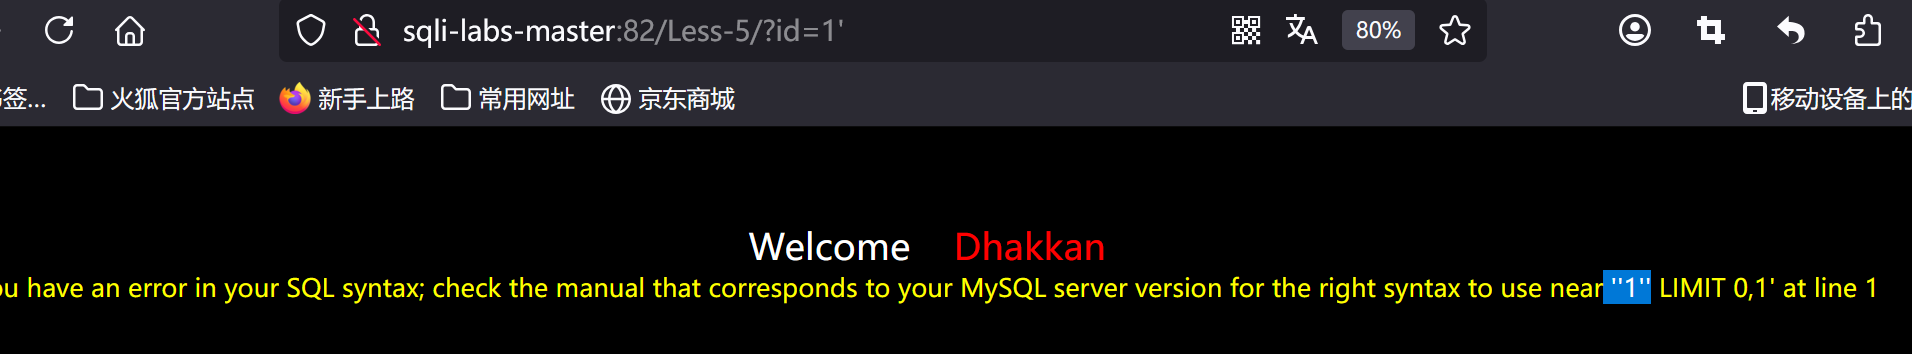 sqli-labs-master:82/Less-5/?id=1'
80%
签...
火狐官方站点
新手上路
常用网址
京东商城
移动设备上的
Welcome Dhakkan
ou have an error in your SQL syntax; check the manual that corresponds to your MySQL server version for the right syntax to use near ''1'' LIMIT 0,1' at line 1